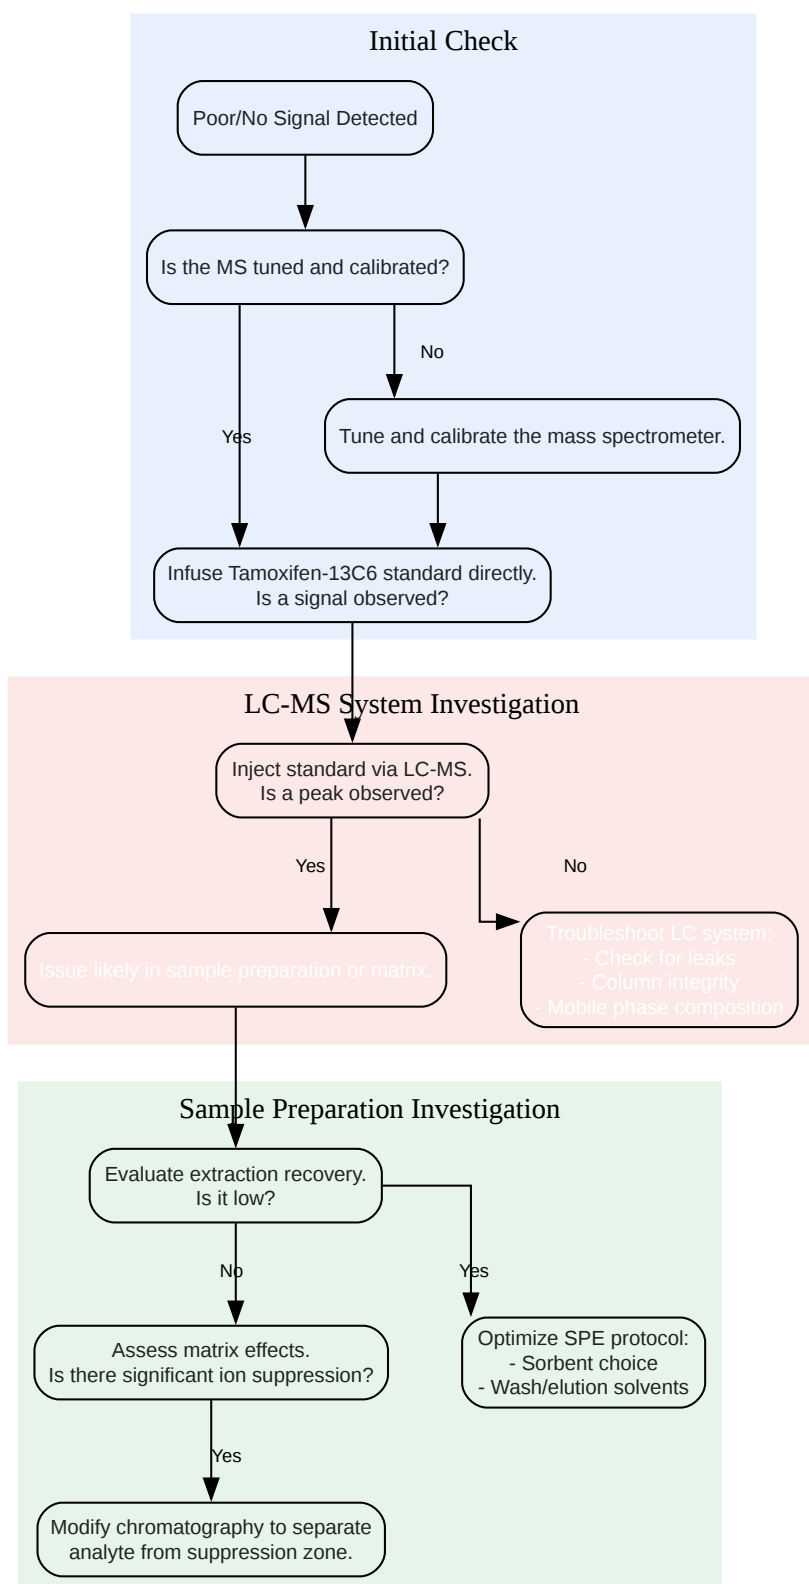 Initial Check
Poor/No Signal Detected
Is the MS tuned and calibrated?
No
Yes
Tune and calibrate the mass spectrometer.
Infuse Tamoxifen-13C6 standard directly.
Is a signal observed?
LC-MS System Investigation
Inject standard via LC-MS.
Is a peak observed?
Yes
No
Issue likely in sample preparation or matrix.
Troubleshoot LC system:
- Check for leaks
- Column integrity
- Mobile phase composition
Sample Preparation Investigation
Evaluate extraction recovery.
Is it low?
No
Yes
Assess matrix effects.
Is there significant ion suppression?
Optimize SPE protocol:
- Sorbent choice
- Wash/elution solvents
Yes
Modify chromatography to separate
analyte from suppression zone.